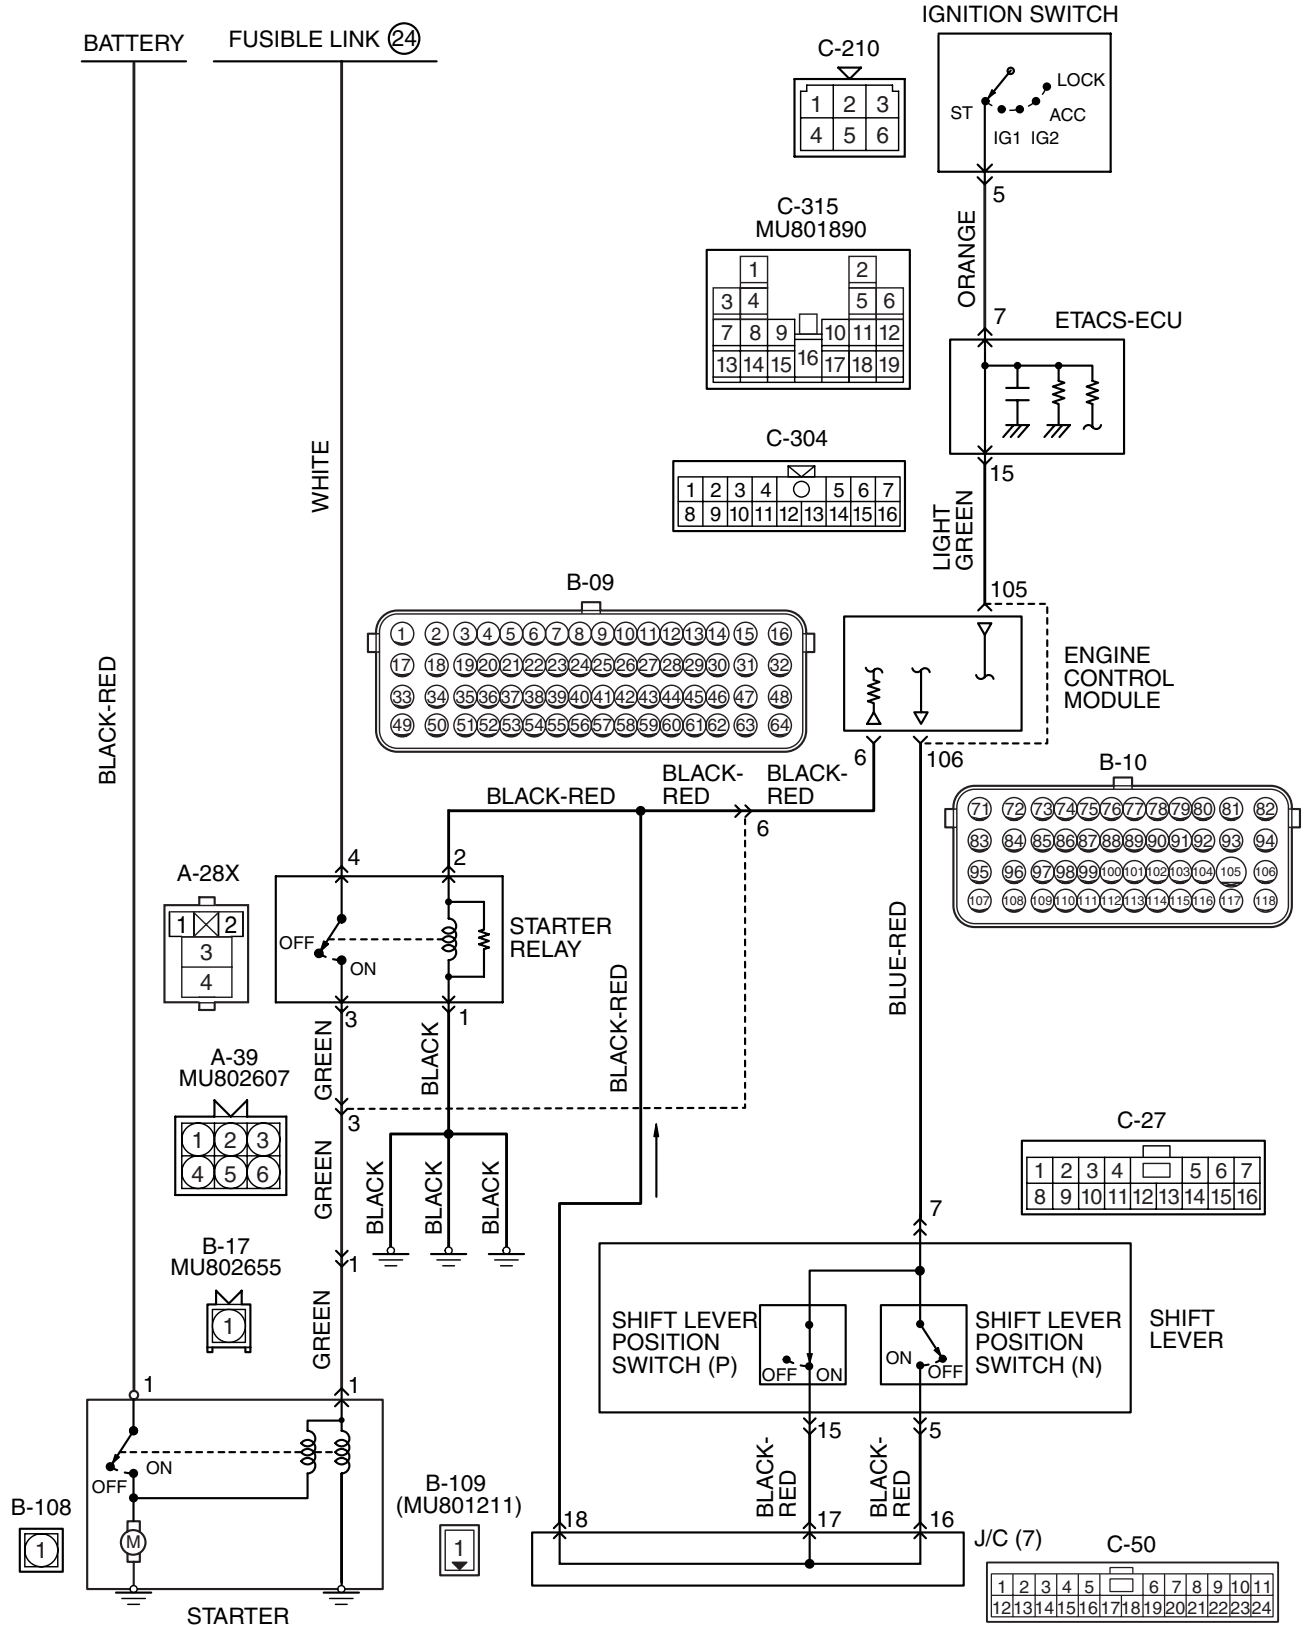 IGNITION SWITCH
BATTERY
FUSIBLE LINK 24
C-210
1 2 3
4 5 6
LOCK
ST
ACC
IG1 IG2
5
C-315
MU801890
1 2
3 4 5 6
7 8 9 10 11 12
13 14 15 16 17 18 19
ORANGE
7
ETACS-ECU
C-304
1 2 3 4 5 6 7
8 9 10 11 12 13 14 15 16
WHITE
15
LIGHT
GREEN
B-09
1 2 3 4 5 6 7 8 9 10 11 12 13 14 15 16
17 18 19 20 21 22 23 24 25 26 27 28 29 30 31 32
33 34 35 36 37 38 39 40 41 42 43 44 45 46 47 48
49 50 51 52 53 54 55 56 57 58 59 60 61 62 63 64
105
ENGINE
CONTROL
MODULE
BLACK-RED
6
106
BLACK-RED
BLACK-
RED
BLACK-
RED
6
B-10
71 72 73 74 75 76 77 78 79 80 81 82
83 84 85 86 87 88 89 90 91 92 93 94
95 96 97 98 99 100 101 102 103 104 105 106
107 108 109 110 111 112 113 114 115 116 117 118
A-28X
1 2
3
4
4
2
OFF
ON
STARTER
RELAY
3
1
BLUE-RED
BLACK-RED
GREEN
BLACK
A-39
MU802607
1 2 3
4 5 6
3
GREEN
BLACK
BLACK
BLACK
C-27
1 2 3 4 5 6 7
8 9 10 11 12 13 14 15 16
7
B-17
MU802655
1
1
GREEN
SHIFT LEVER
POSITION
SWITCH (P)
OFF
ON
ON
OFF
SHIFT LEVER
POSITION
SWITCH (N)
SHIFT
LEVER
1
1
15
5
BLACK-
RED
BLACK-
RED
ON
OFF
M
B-108
1
B-109
(MU801211)
1
18
17
16
J/C (7)
C-50
1 2 3 4 5 6 7 8 9 10 11
12 13 14 15 16 17 18 19 20 21 22 23 24
STARTER